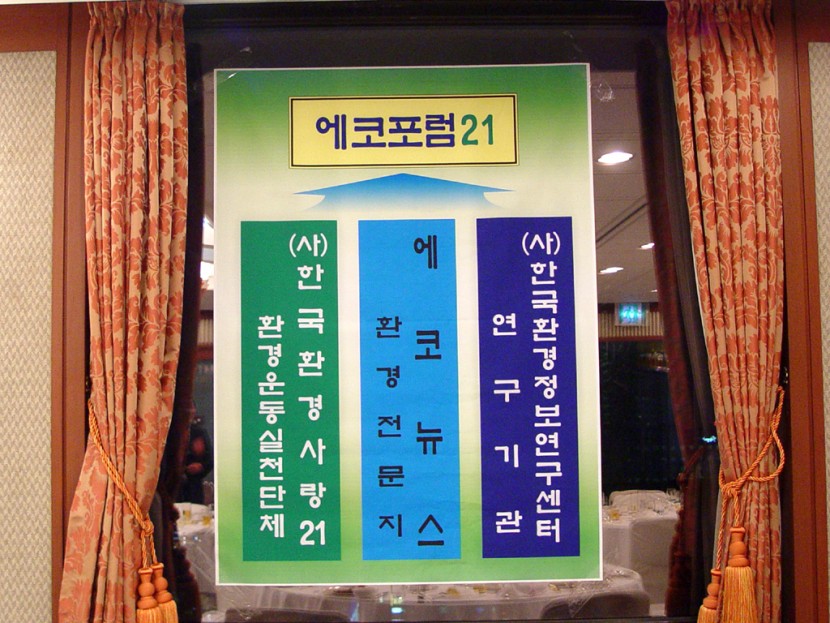 에코포럼21
(사)한국환경사랑21
환경운동실천단체
에코뉴스
환경전문지
(사)한국환경정보연구센터
연구기관